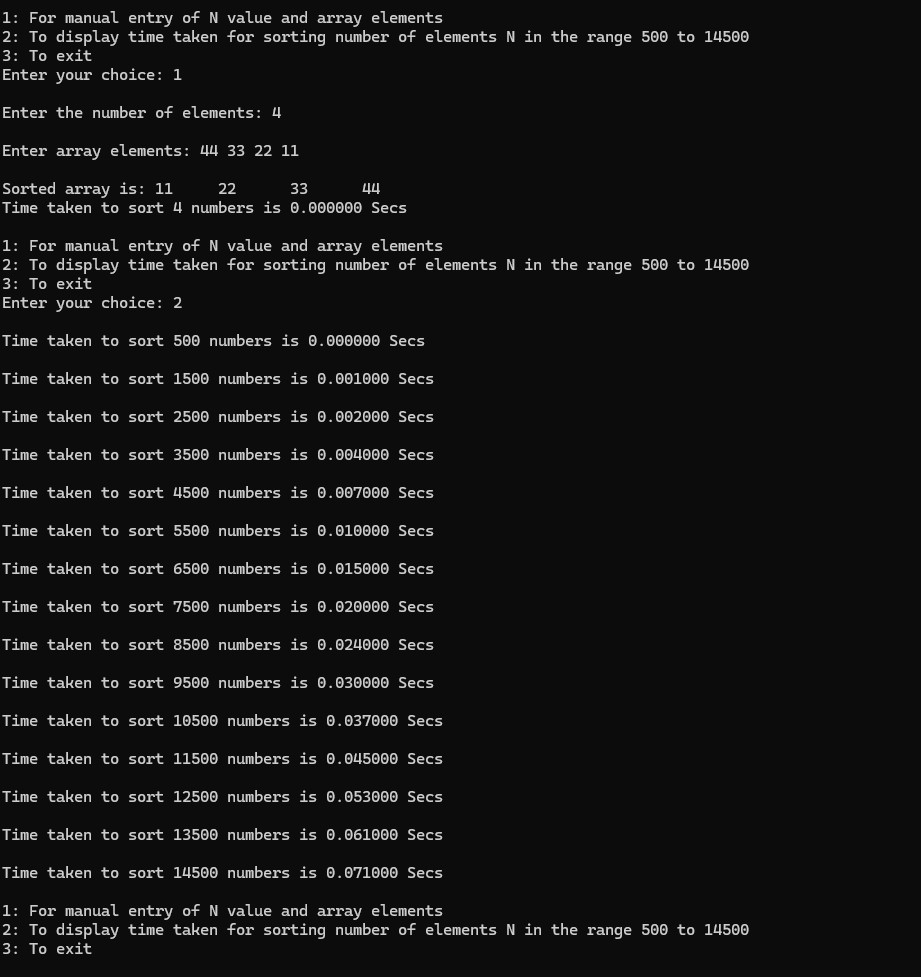 1: For manual entry of N value and array elements
2: To display time taken for sorting number of elements N in the range 500 to 14500
3: To exit
Enter your choice: 1
Enter the number of elements: 4
Enter array elements: 44 33 22 11
Sorted array is: 11     22      33      44
Time taken to sort 4 numbers is 0.000000 Secs
1: For manual entry of N value and array elements
2: To display time taken for sorting number of elements N in the range 500 to 14500
3: To exit
Enter your choice: 2
Time taken to sort 500 numbers is 0.000000 Secs
Time taken to sort 1500 numbers is 0.001000 Secs
Time taken to sort 2500 numbers is 0.002000 Secs
Time taken to sort 3500 numbers is 0.004000 Secs
Time taken to sort 4500 numbers is 0.007000 Secs
Time taken to sort 5500 numbers is 0.010000 Secs
Time taken to sort 6500 numbers is 0.015000 Secs
Time taken to sort 7500 numbers is 0.020000 Secs
Time taken to sort 8500 numbers is 0.024000 Secs
Time taken to sort 9500 numbers is 0.030000 Secs
Time taken to sort 10500 numbers is 0.037000 Secs
Time taken to sort 11500 numbers is 0.045000 Secs
Time taken to sort 12500 numbers is 0.053000 Secs
Time taken to sort 13500 numbers is 0.061000 Secs
Time taken to sort 14500 numbers is 0.071000 Secs
1: For manual entry of N value and array elements
2: To display time taken for sorting number of elements N in the range 500 to 14500
3: To exit